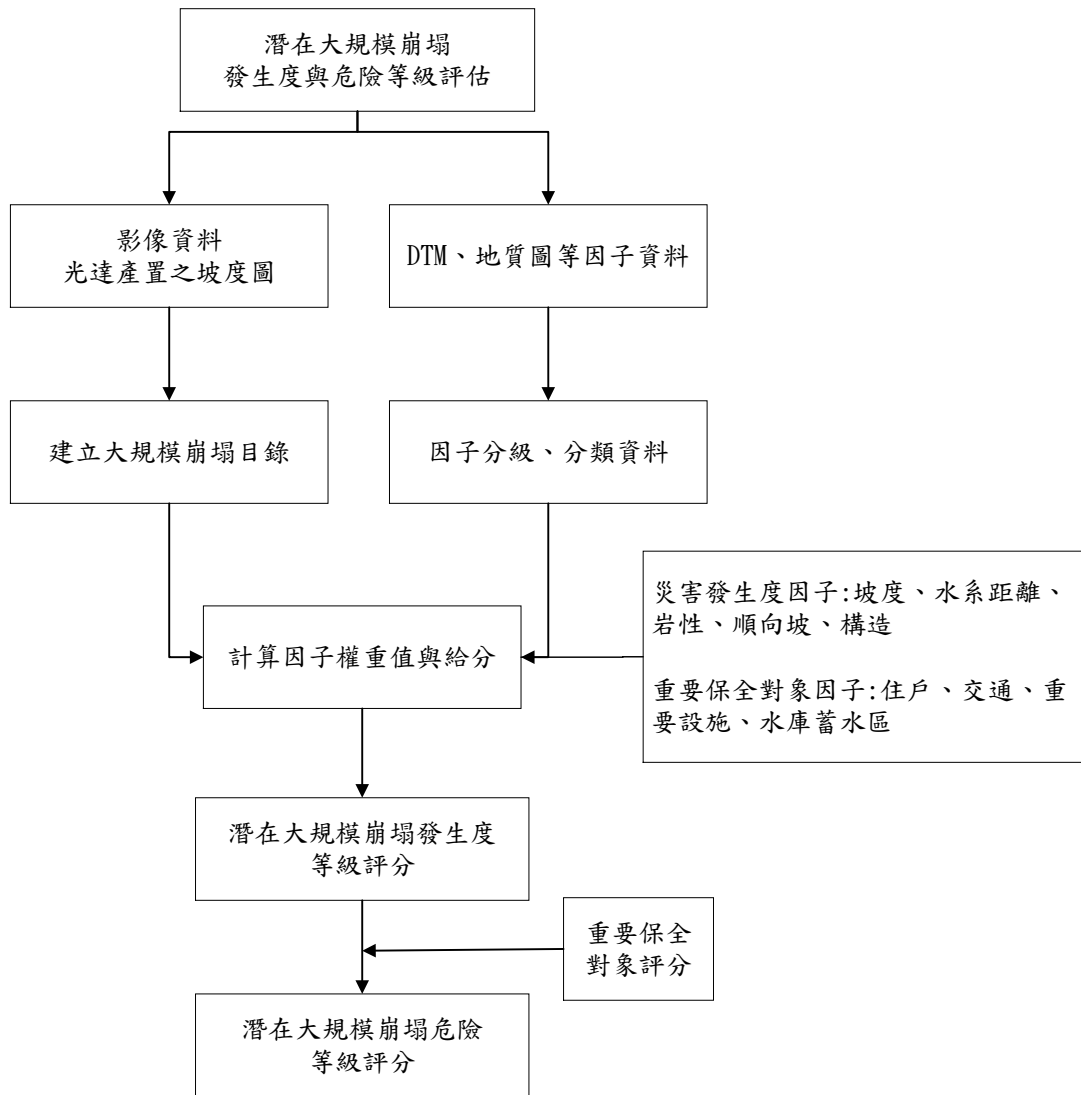 潛在大規模崩塌
發生度與危險等級評估
影像資料
光達產置之坡度圖
DTM、地質圖等因子資料
建立大規模崩塌目錄
因子分級、分類資料
災害發生度因子:坡度、水系距離、
岩性、順向坡、構造
重要保全對象因子:住戶、交通、重
要設施、水庫蓄水區
計算因子權重值與給分
潛在大規模崩塌發生度
等級評分
重要保全
對象評分
潛在大規模崩塌危險
等級評分